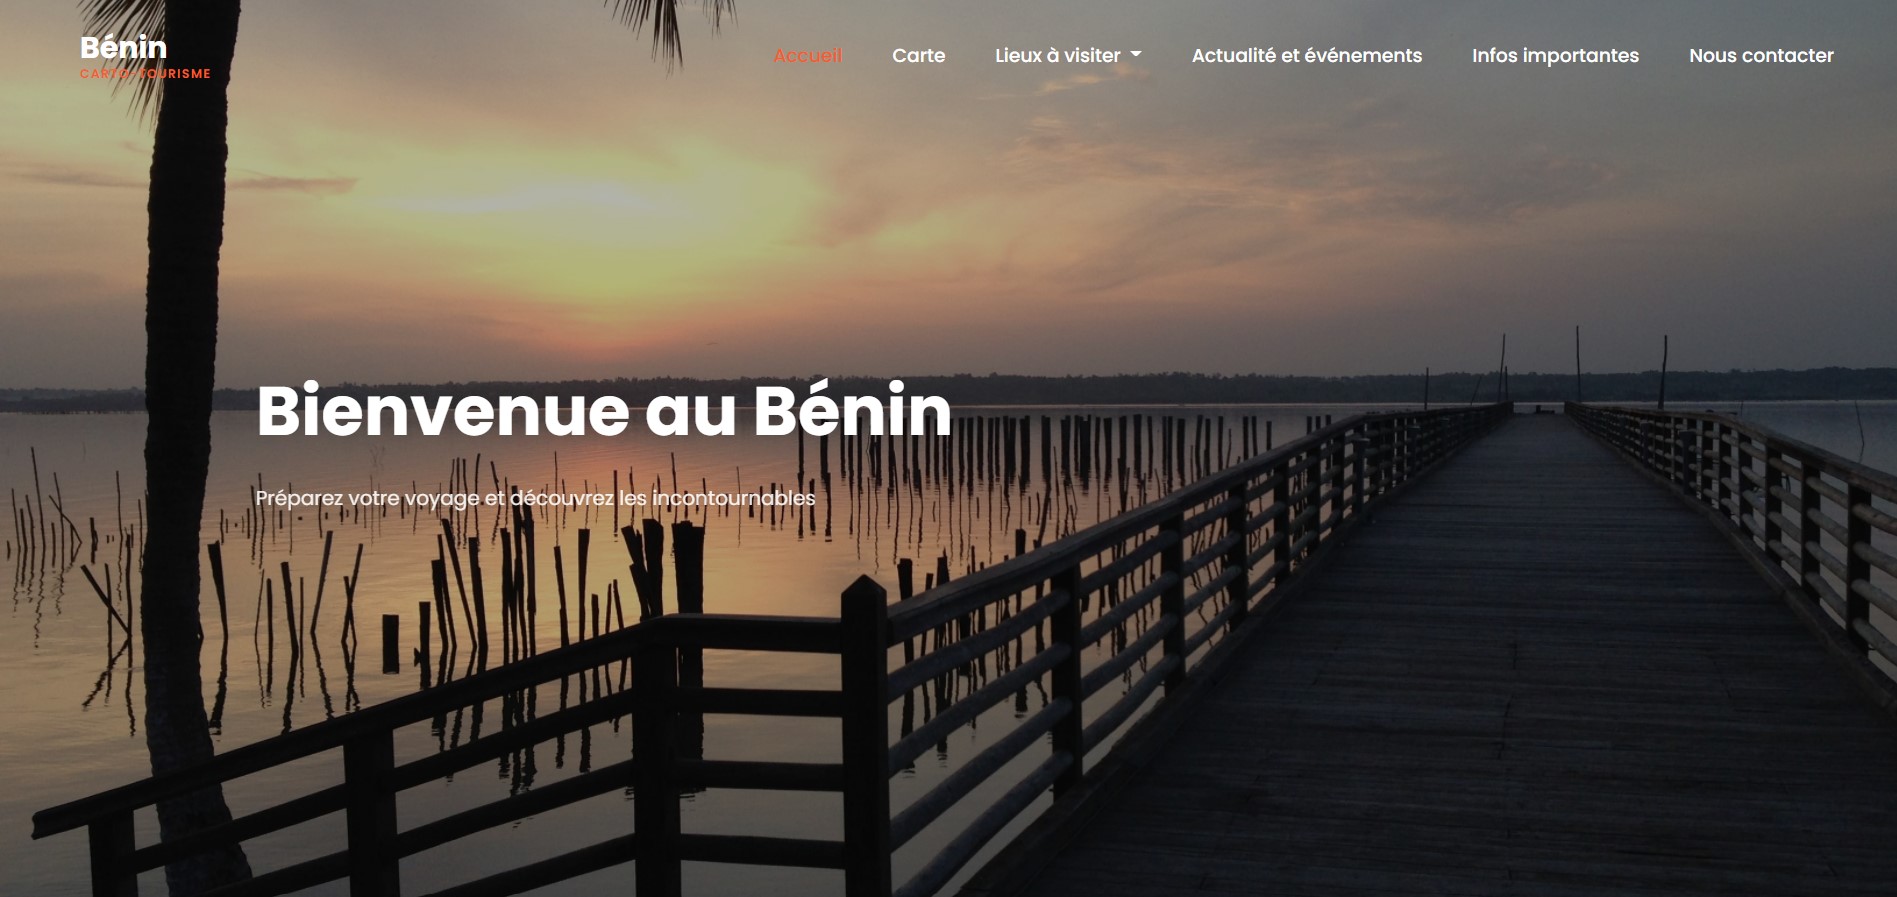 Bénin
CARTO-TOURISME
Accueil
Carte
Lieux à visiter
Actualité et événements
Infos importantes
Nous contacter
Bienvenue au Bénin
Préparez votre voyage et découvrez les incontournables